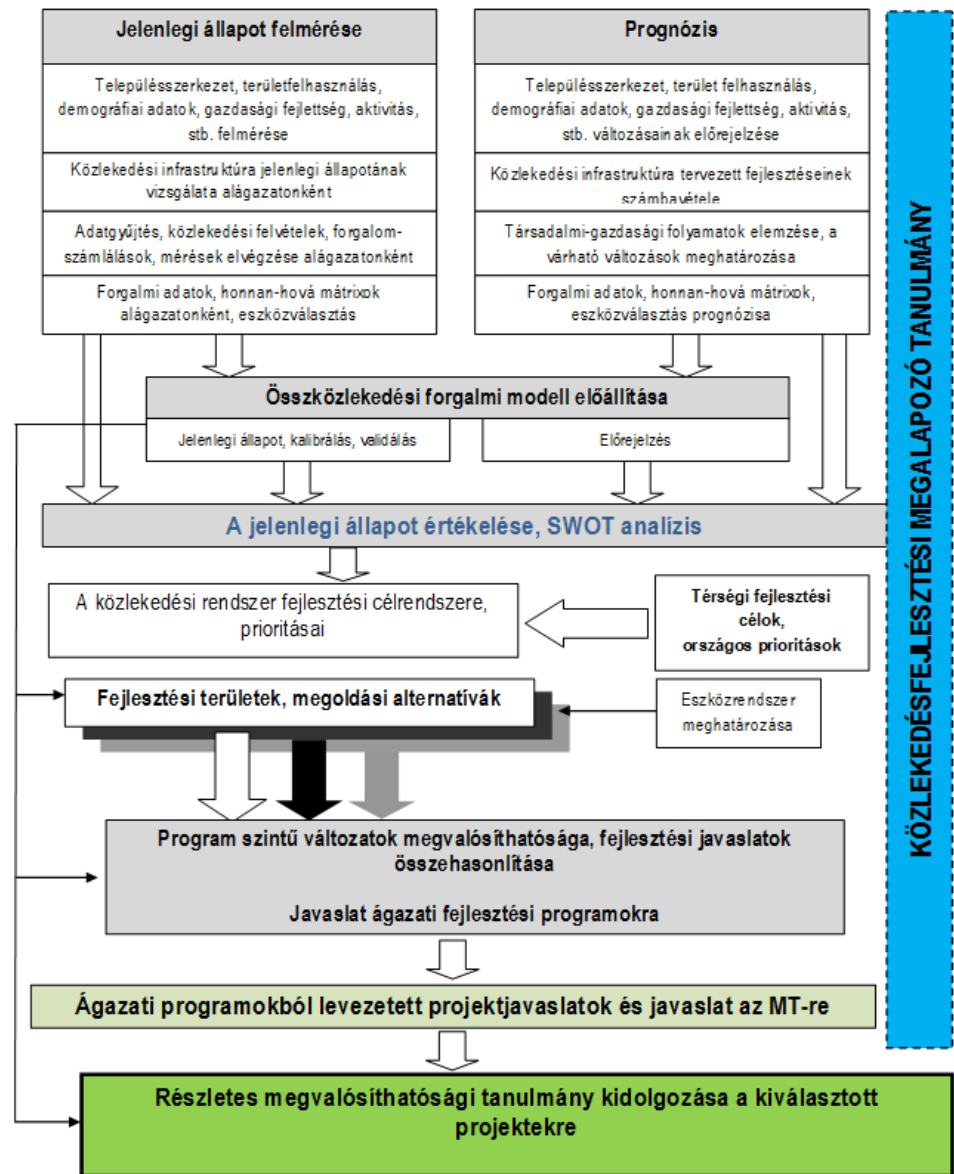 Jelenlegi állapot felmérése
Településszerkezet, területfelhasználás,
demográfiai adatok, gazdasági fejlettség, aktivitás,
stb. felmérése
Közlekedési infrastruktúra jelenlegi állapotának
vizsgálata alágazatonként
Adatgyűjtés, közlekedési felvételek, forgalom-
számlálások, mérések elvégzése alágazatonként
Forgalmi adatok, honnan-hová mátrixok
alágazatonként, eszközválasztás
Prognózis
Településszerkezet, terület felhasználás,
demográfiai adatok, gazdasági fejlettség, aktivitás,
stb. változásainak előrejelzése
Közlekedési infrastruktúra tervezett fejlesztéseinek
számbavétele
Társadalmi-gazdasági folyamatok elemzése, a
várható változások meghatározása
Forgalmi adatok, honnan-hová mátrixok,
eszközválasztás prognózisa
Összközlekedési forgalmi modell előállítása
Jelenlegi állapot, kalibrálás, validálás
Előrejelzés
A jelenlegi állapot értékelése, SWOT analízis
A közlekedési rendszer fejlesztési célrendszere,
prioritásai
Térségi fejlesztési
célok,
országos prioritások
Fejlesztési területek, megoldási alternatívák
Eszközrendszer
meghatározása
Program szintű változatok megvalósíthatósága, fejlesztési javaslatok
összehasonlítása
Javaslat ágazati fejlesztési programokra
Ágazati programokból levezetett projektjavaslatok és javaslat az MT-re
Részletes megvalósíthatósági tanulmány kidolgozása a kiválasztott
projektekre
KÖZLEKEDÉSFEJLESZTÉSI MEGALAPOZÓ TANULMÁNY